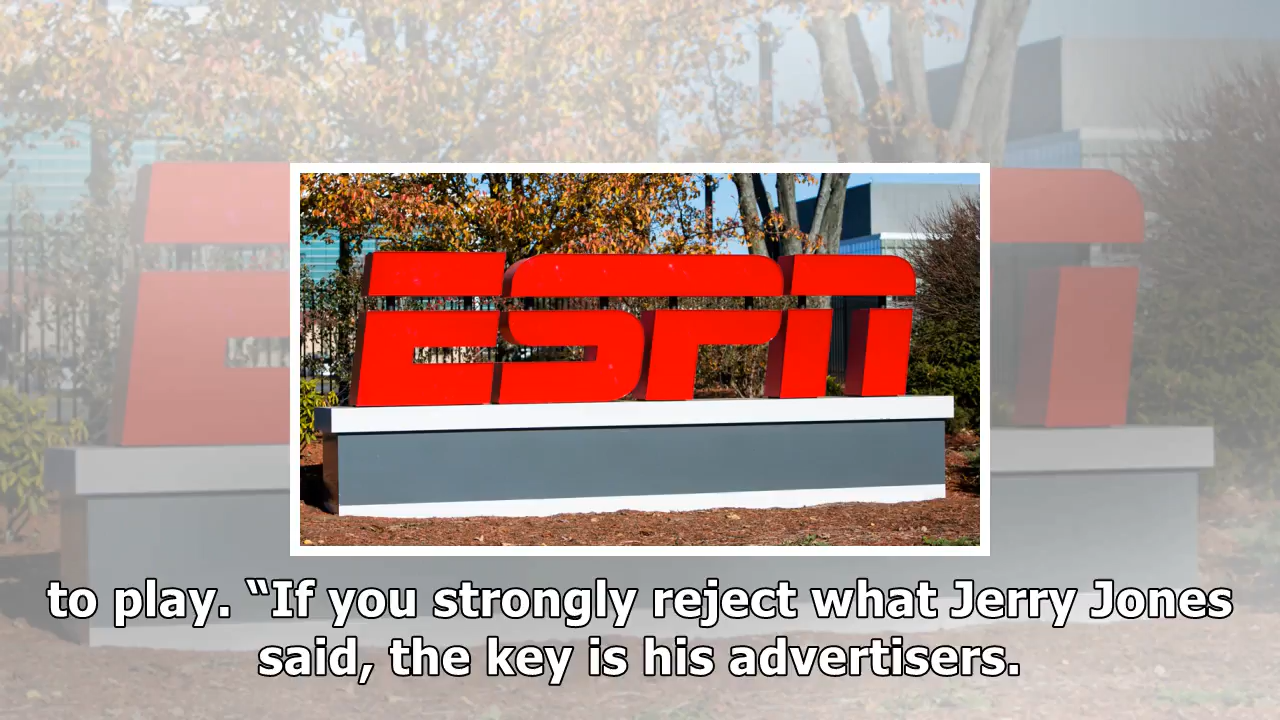 ESPN
to play. “If you strongly reject what Jerry Jones
said, the key is his advertisers.